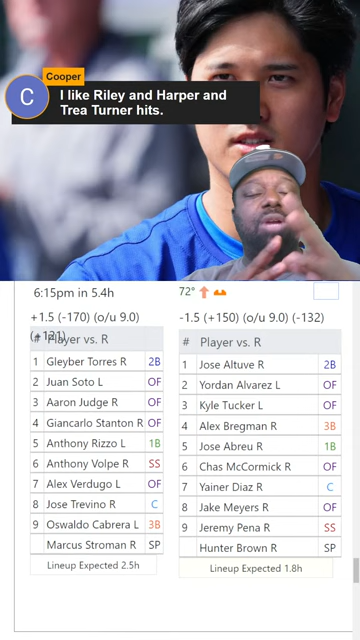 Cooper
C
I like Riley and Harper and
Trea Turner hits.
6:15pm in 5.4h
72°
+1.5 (-170) (o/u 9.0)
(+131)
-1.5 (+150) (o/u 9.0) (-132)
# Player vs. R
1 Gleyber Torres R 2B
2 Juan Soto L OF
3 Aaron Judge R OF
4 Giancarlo Stanton R OF
5 Anthony Rizzo L 1B
6 Anthony Volpe R SS
7 Alex Verdugo L OF
8 Jose Trevino R C
9 Oswaldo Cabrera L 3B
Marcus Stroman R SP
Lineup Expected 2.5h
# Player vs. R
1 Jose Altuve R 2B
2 Yordan Alvarez L OF
3 Kyle Tucker L OF
4 Alex Bregman R 3B
5 Jose Abreu R 1B
6 Chas McCormick R OF
7 Yainer Diaz R C
8 Jake Meyers R OF
9 Jeremy Pena R SS
Hunter Brown R SP
Lineup Expected 1.8h